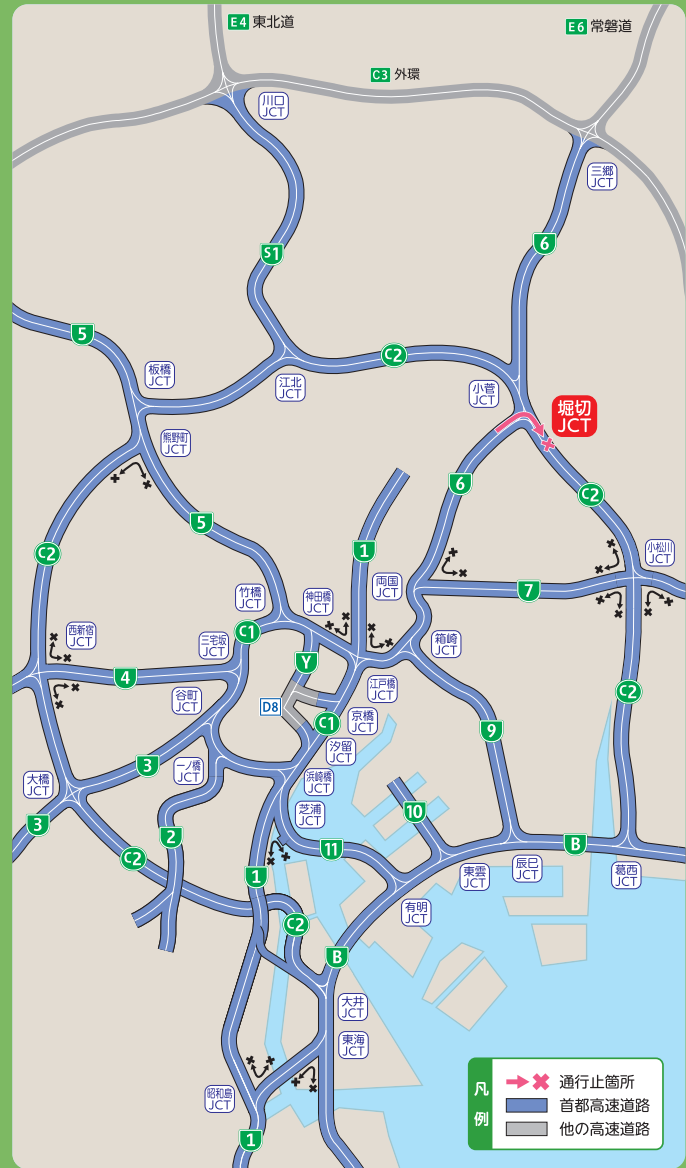 E4 東北道
E6 常磐道
C3 外環
川口
JCT
三郷
JCT
6
S1
5
板橋
JCT
C2
江北
JCT
小菅
JCT
堀切
JCT
熊野町
JCT
6
C2
5
C2
1
小松川
JCT
竹橋
JCT
神田橋
JCT
両国
JCT
7
西新宿
JCT
三宅坂
JCT
C1
箱崎
JCT
Y
4
江戸橋
JCT
谷町
JCT
D8
C1
京橋
JCT
C2
9
汐留
JCT
3
一ノ橋
JCT
浜崎橋
JCT
大橋
JCT
芝浦
JCT
10
3
2
C2
11
B
1
東雲
JCT
辰巳
JCT
葛西
JCT
有明
JCT
C2
B
大井
JCT
東海
JCT
昭和島
JCT
1
凡例
通行止箇所
首都高速道路
他の高速道路